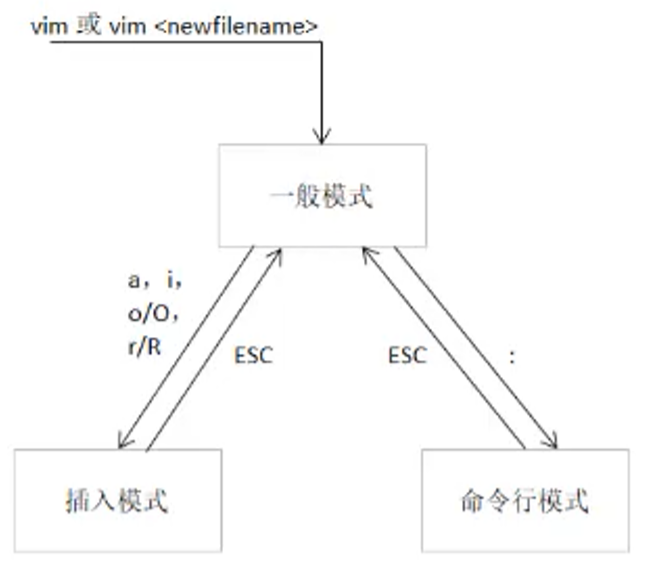 vim 或 vim <newfilename>
一般模式
a，i，
o/O，
r/R
ESC
ESC
:
插入模式
命令行模式